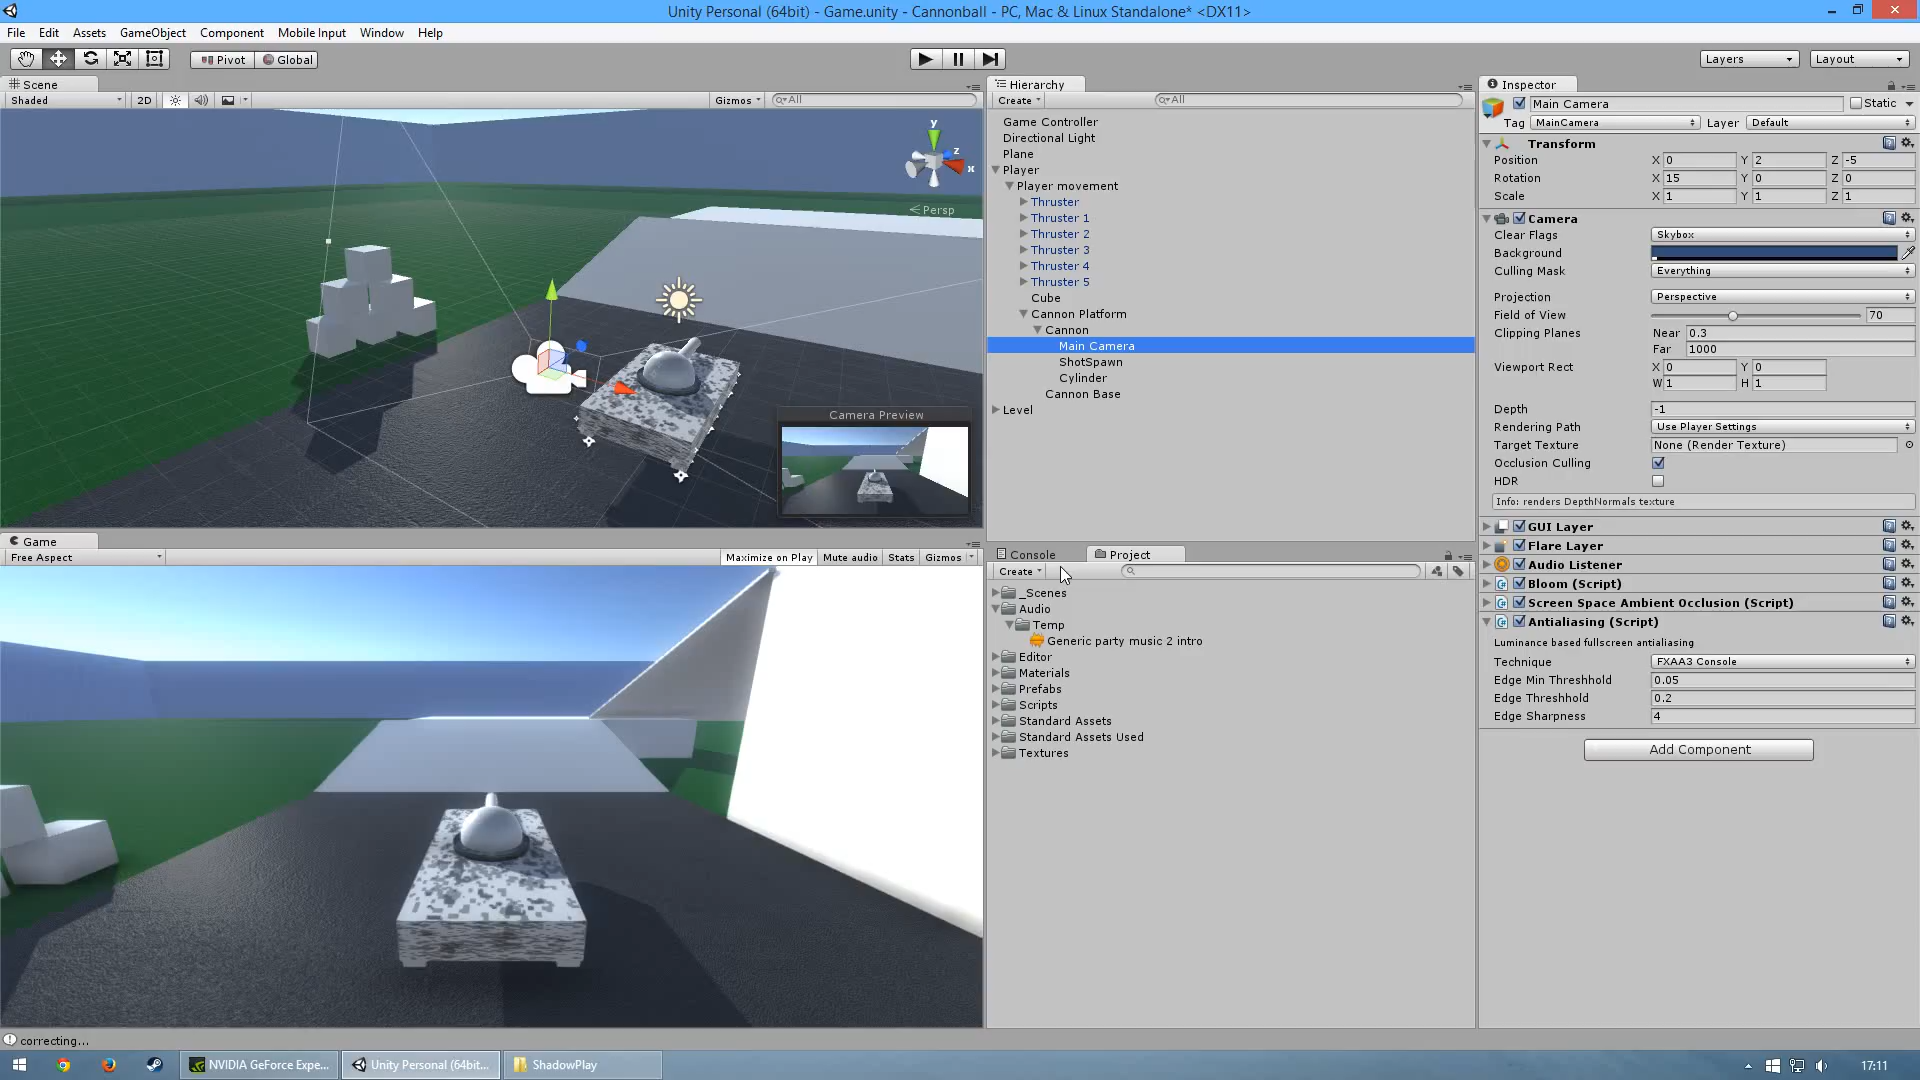 Unity Personal (64bit) - Game.unity - Cannonball - PC, Mac & Linux Standalone* <DX11>
File Edit Assets GameObject Component Mobile Input Window Help
Pivot Global Layers Layout
Scene
Shaded 2D Gizmos All
y
z
x
Persp
Camera Preview
Game
Free Aspect Maximize on Play Mute audio Stats Gizmos
Hierarchy
Create All
Game Controller
Directional Light
Plane
Player
Player movement
Thruster
Thruster 1
Thruster 2
Thruster 3
Thruster 4
Thruster 5
Cube
Cannon Platform
Cannon
Main Camera
ShotSpawn
Cylinder
Cannon Base
Level
Console Project
Create
_Scenes
Audio
Temp
Generic party music 2 intro
Editor
Materials
Prefabs
Scripts
Standard Assets
Standard Assets Used
Textures
Inspector
Main Camera Static
Tag MainCamera Layer Default
Transform
Position X 0 Y 2 Z -5
Rotation X 15 Y 0 Z 0
Scale X 1 Y 1 Z 1
Camera
Clear Flags Skybox
Background
Culling Mask Everything
Projection Perspective
Field of View 70
Clipping Planes Near 0.3
Far 1000
Viewport Rect X 0 Y 0
W 1 H 1
Depth -1
Rendering Path Use Player Settings
Target Texture None (Render Texture)
Occlusion Culling
HDR
Info: renders DepthNormals texture
GUI Layer
Flare Layer
Audio Listener
Bloom (Script)
Screen Space Ambient Occlusion (Script)
Antialiasing (Script)
Luminance based fullscreen antialiasing
Technique FXAA3 Console
Edge Min Threshhold 0.05
Edge Threshhold 0.2
Edge Sharpness 4
Add Component
correcting...
NVIDIA GeForce Expe... Unity Personal (64bit... ShadowPlay 17:11